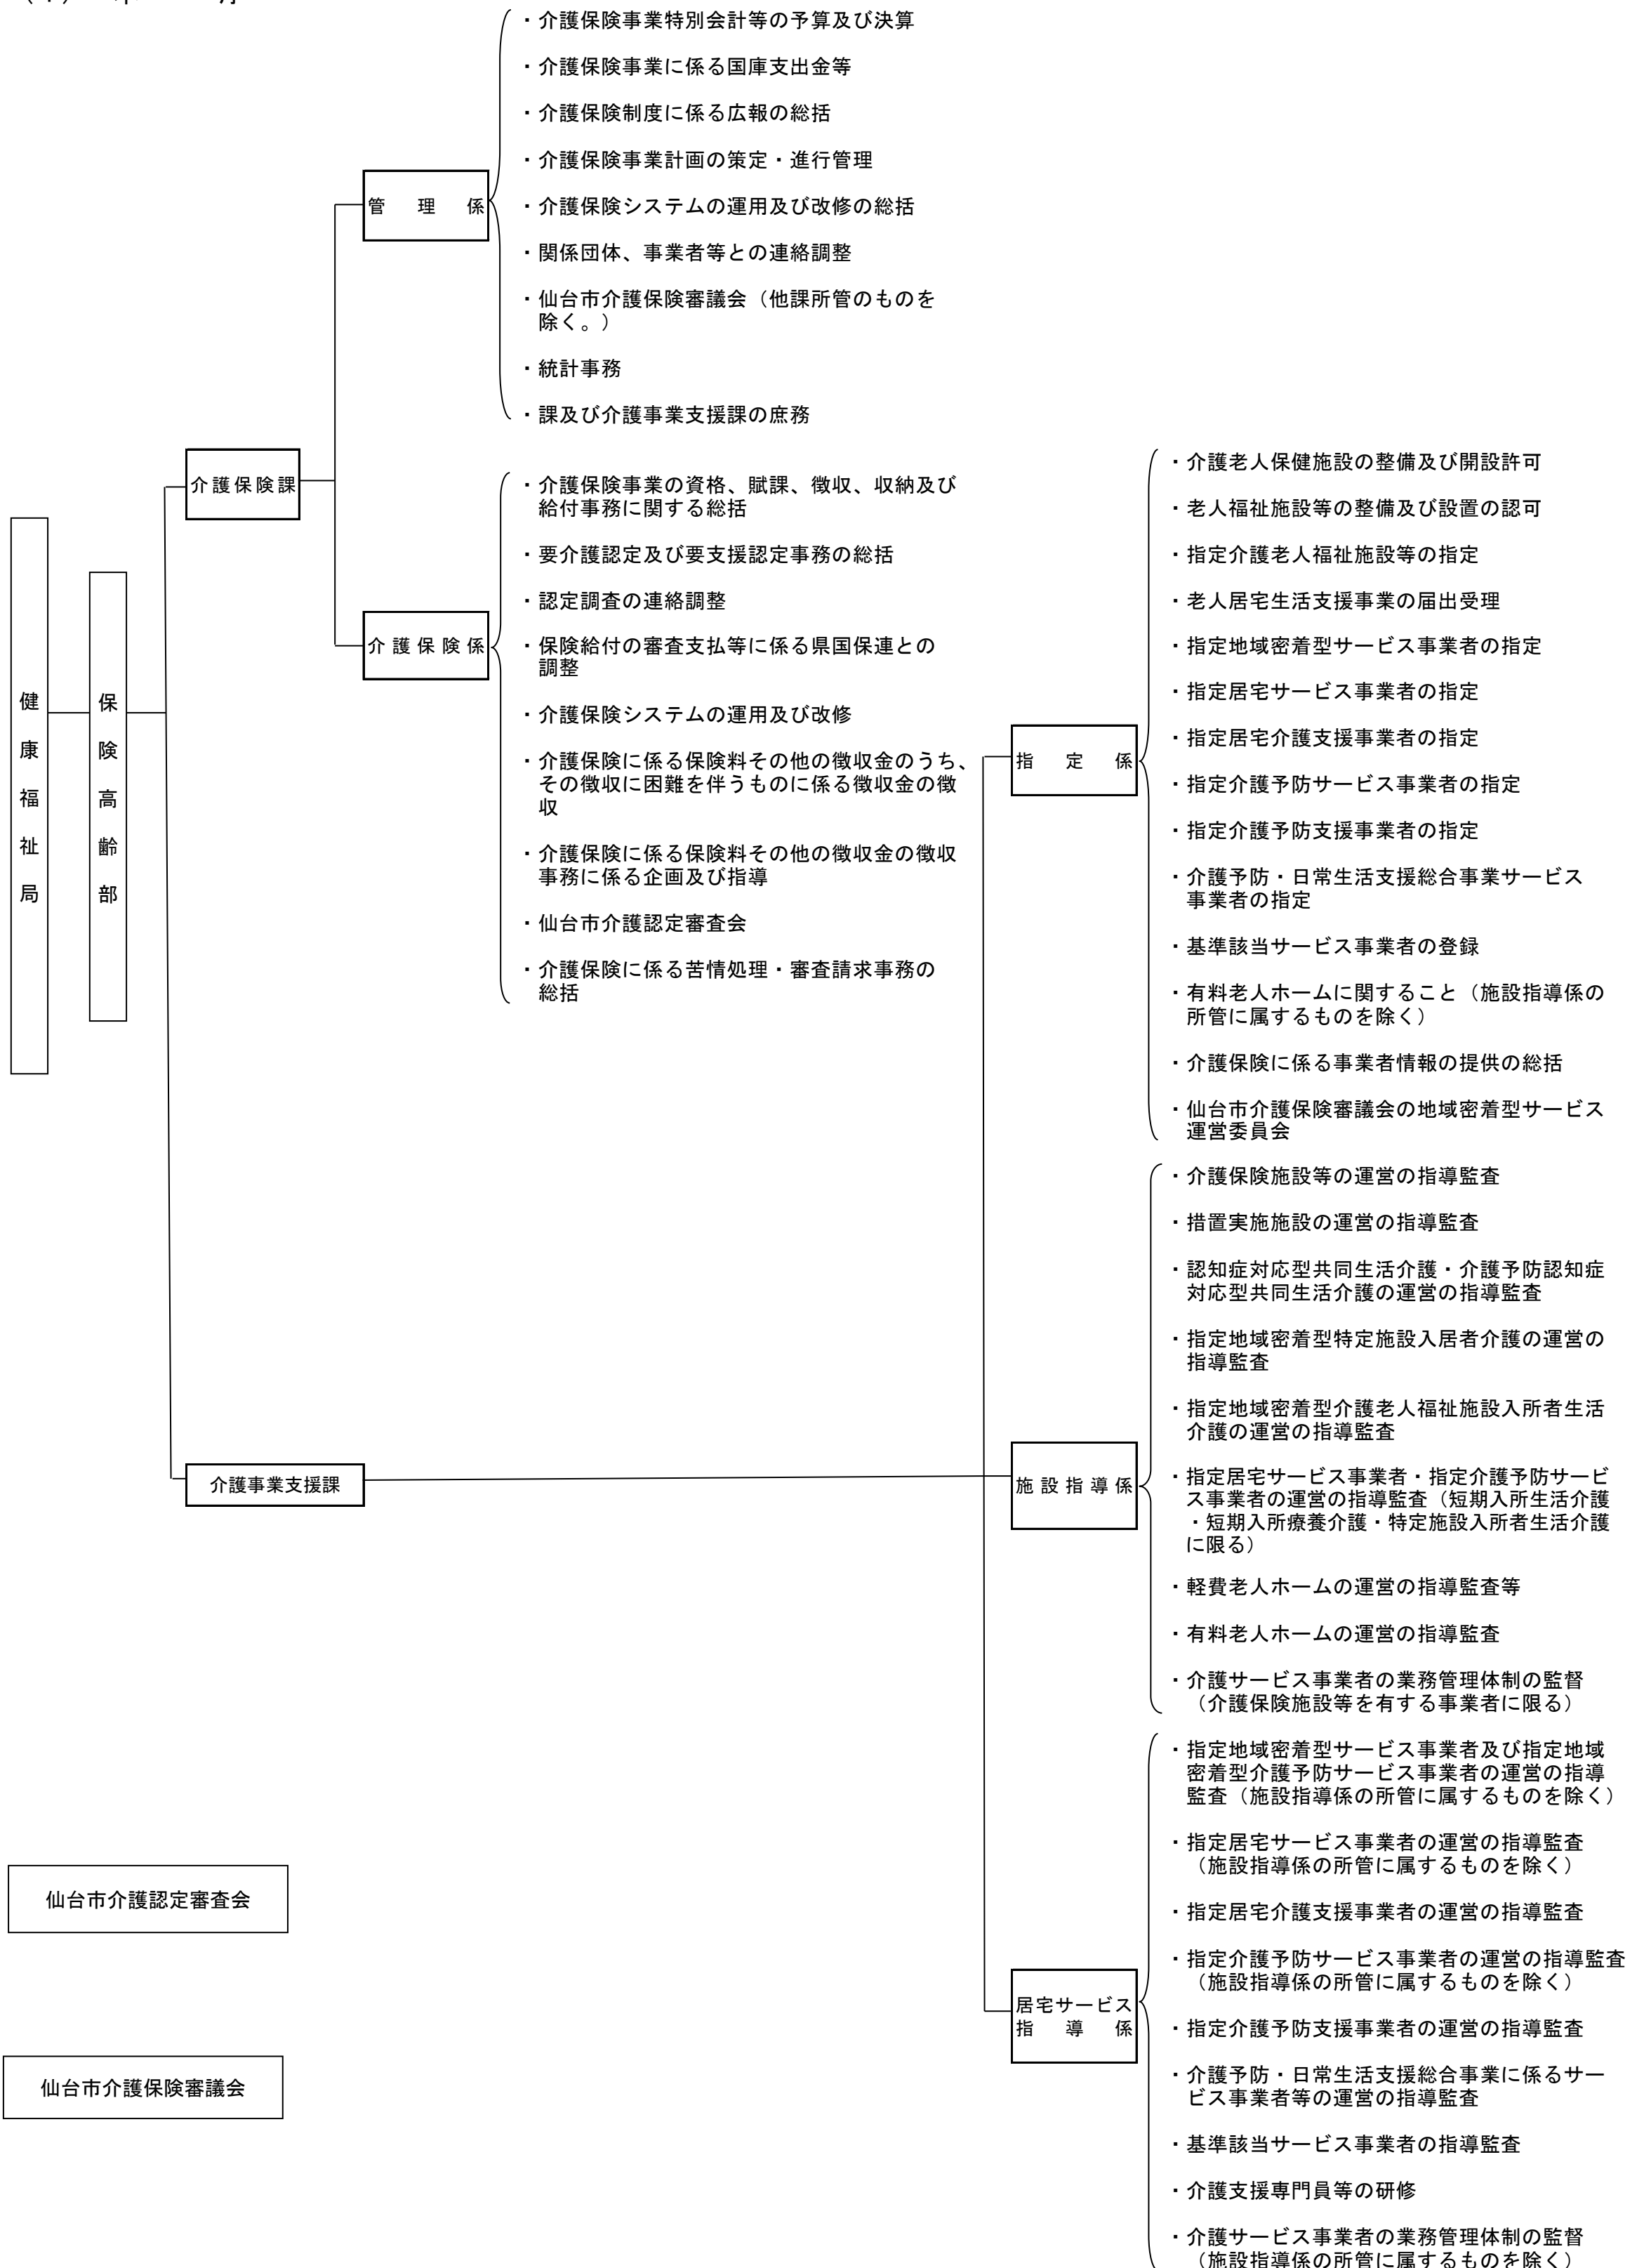 ・介護保険事業特別会計等の予算及び決算
・介護保険事業に係る国庫支出金等
・介護保険制度に係る広報の総括
・介護保険事業計画の策定・進行管理
管理係
・介護保険システムの運用及び改修の総括
・関係団体、事業者等との連絡調整
・仙台市介護保険審議会（他課所管のものを
除く。）
・統計事務
・課及び介護事業支援課の庶務
介護保険課
・介護保険事業の資格、賦課、徴収、収納及び
給付事務に関する総括
・要介護認定及び要支援認定事務の総括
・認定調査の連絡調整
介護保険係
・保険給付の審査支払等に係る県国保連との
調整
・介護保険システムの運用及び改修
・介護保険に係る保険料その他の徴収金のうち、
その徴収に困難を伴うものに係る徴収金の徴
収
・介護保険に係る保険料その他の徴収金の徴収
事務に係る企画及び指導
・仙台市介護認定審査会
・介護保険に係る苦情処理・審査請求事務の
総括
健康福祉局
保険高齢部
・介護老人保健施設の整備及び開設許可
・老人福祉施設等の整備及び設置の認可
・指定介護老人福祉施設等の指定
・老人居宅生活支援事業の届出受理
・指定地域密着型サービス事業者の指定
・指定居宅サービス事業者の指定
・指定居宅介護支援事業者の指定
指定係
・指定介護予防サービス事業者の指定
・指定介護予防支援事業者の指定
・介護予防・日常生活支援総合事業サービス
事業者の指定
・基準該当サービス事業者の登録
・有料老人ホームに関すること（施設指導係の
所管に属するものを除く）
・介護保険に係る事業者情報の提供の総括
・仙台市介護保険審議会の地域密着型サービス
運営委員会
・介護保険施設等の運営の指導監査
・措置実施施設の運営の指導監査
・認知症対応型共同生活介護・介護予防認知症
対応型共同生活介護の運営の指導監査
・指定地域密着型特定施設入居者介護の運営の
指導監査
・指定地域密着型介護老人福祉施設入所者生活
介護の運営の指導監査
介護事業支援課
施設指導係
・指定居宅サービス事業者・指定介護予防サービ
ス事業者の運営の指導監査（短期入所生活介護
・短期入所療養介護・特定施設入所者生活介護
に限る）
・軽費老人ホームの運営の指導監査等
・有料老人ホームの運営の指導監査
・介護サービス事業者の業務管理体制の監督
（介護保険施設等を有する事業者に限る）
・指定地域密着型サービス事業者及び指定地域
密着型介護予防サービス事業者の運営の指導
監査（施設指導係の所管に属するものを除く）
・指定居宅サービス事業者の運営の指導監査
（施設指導係の所管に属するものを除く）
・指定居宅介護支援事業者の運営の指導監査
・指定介護予防サービス事業者の運営の指導監査
（施設指導係の所管に属するものを除く）
居宅サービス
指導係
・指定介護予防支援事業者の運営の指導監査
・介護予防・日常生活支援総合事業に係るサー
ビス事業者等の運営の指導監査
・基準該当サービス事業者の指導監査
・介護支援専門員等の研修
・介護サービス事業者の業務管理体制の監督
（施設指導係の所管に属するものを除く）
仙台市介護認定審査会
仙台市介護保険審議会